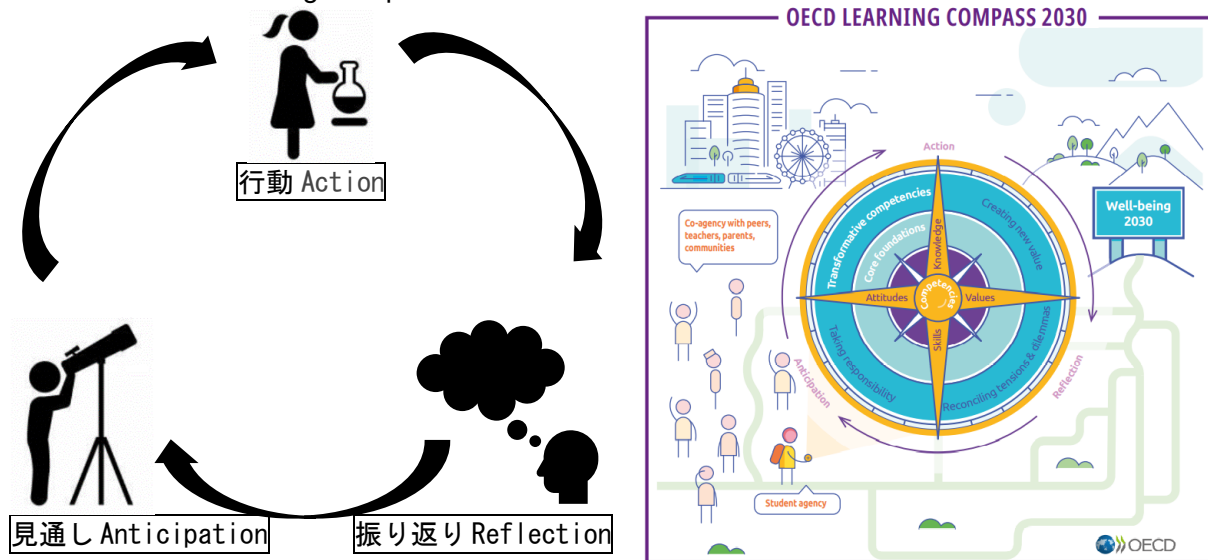 行動 Action
見通し Anticipation
振り返り Reflection
OECD LEARNING COMPASS 2030
Action
Co-agency with peers,
teachers, parents,
communities
Transformative competencies
Creating new value
Core foundations
Knowledge
Attitudes
Competencies
Values
Skills
Taking responsibility
Reconciling tensions & dilemmas
Anticipation
Reflection
Well-being
2030
Student agency
OECD